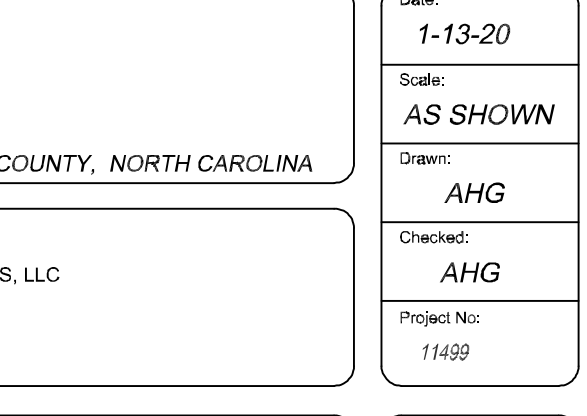 Date:
1-13-20
Scale:
AS SHOWN
COUNTY, NORTH CAROLINA
Drawn:
AHG
Checked:
AHG
S, LLC
Project No:
11499